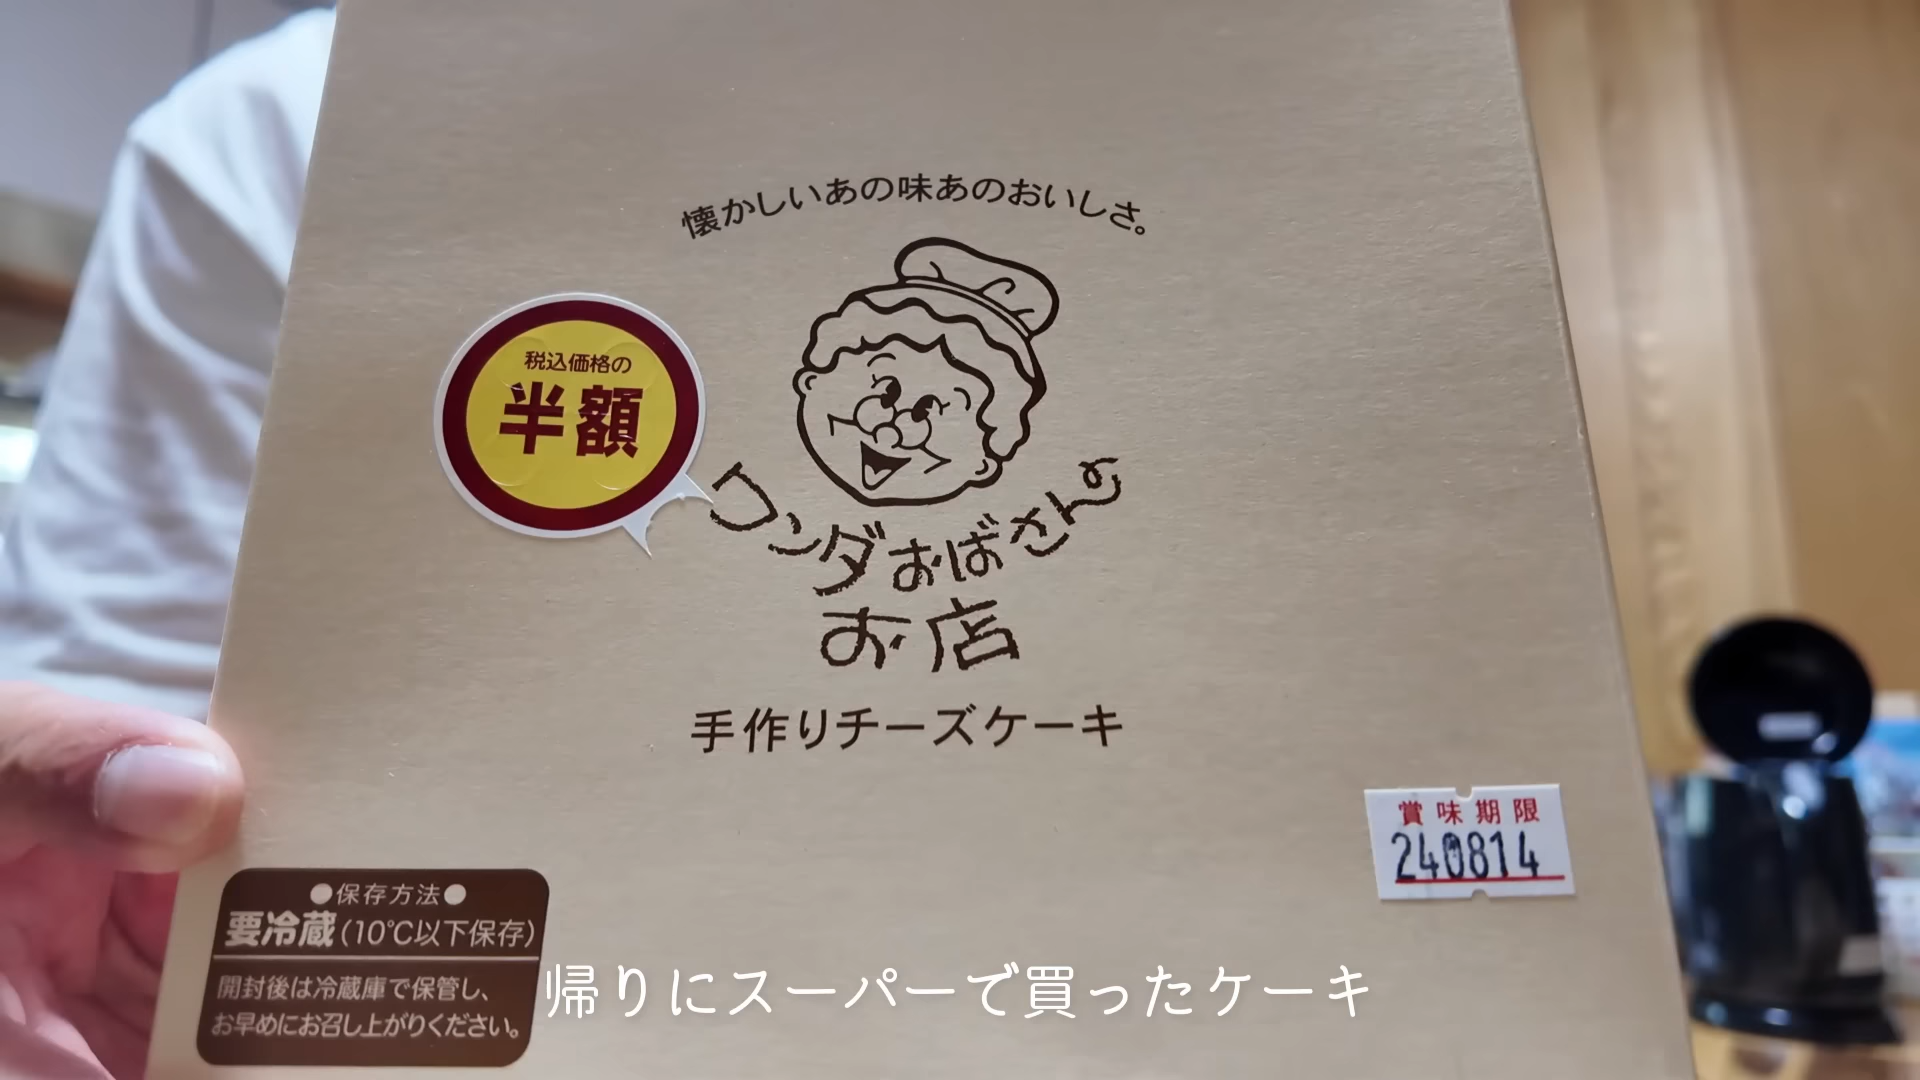 懐かしいあの味あのおいしさ。
税込価格の
半額
コンダおばさんの
お店
手作りチーズケーキ
賞味期限
240814
●保存方法●
要冷蔵(10℃以下保存)
開封後は冷蔵庫で保管し、
お早めにお召し上がりください。
帰りにスーパーで買ったケーキ